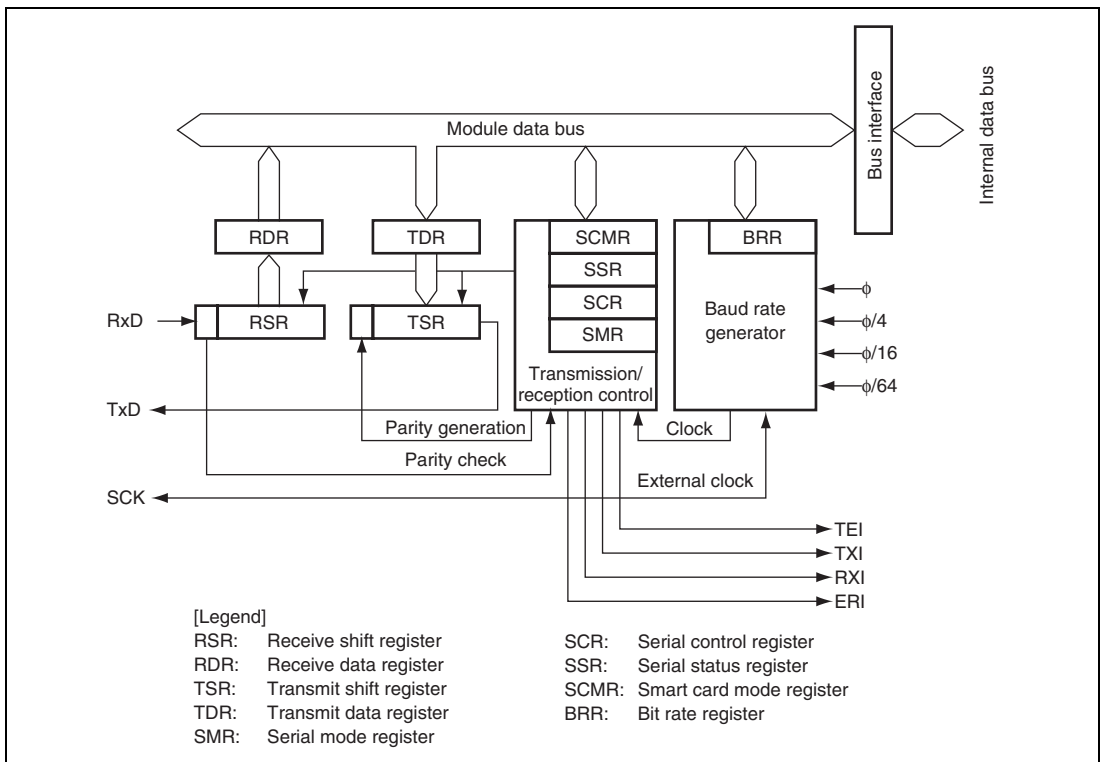 Module data bus
Bus interface
Internal data bus
RDR
TDR
SCMR
BRR
SSR
SCR
SMR
RxD
RSR
TSR
Baud rate
generator
ϕ
ϕ/4
ϕ/16
ϕ/64
Transmission/
reception control
TxD
Parity generation
Clock
Parity check
External clock
SCK
TEI
TXI
RXI
ERI
[Legend]
RSR: Receive shift register
RDR: Receive data register
TSR: Transmit shift register
TDR: Transmit data register
SMR: Serial mode register
SCR: Serial control register
SSR: Serial status register
SCMR: Smart card mode register
BRR: Bit rate register